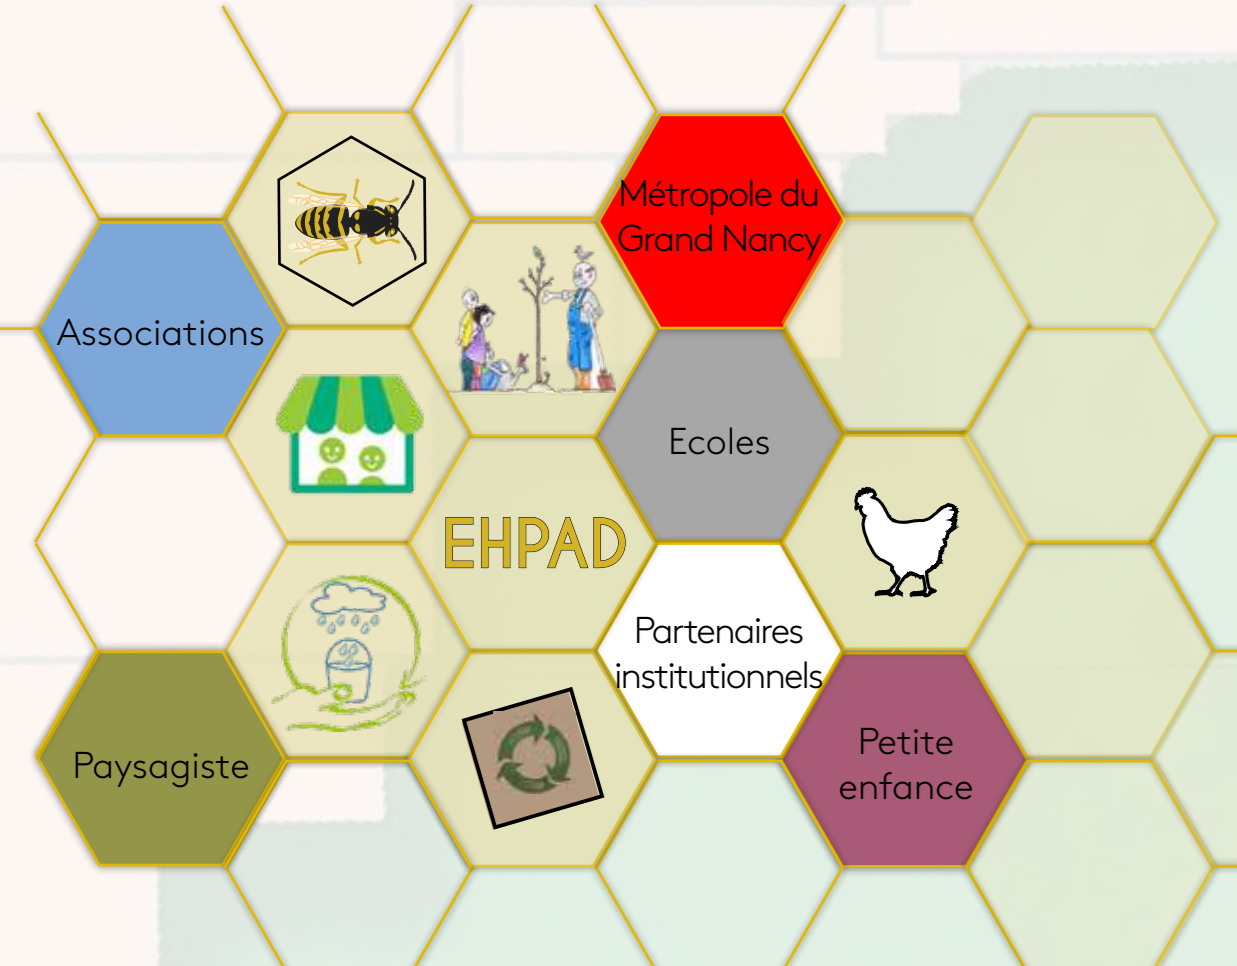 Métropole du
Grand Nancy
Associations
Ecoles
EHPAD
Partenaires
institutionnels
Paysagiste
Petite
enfance